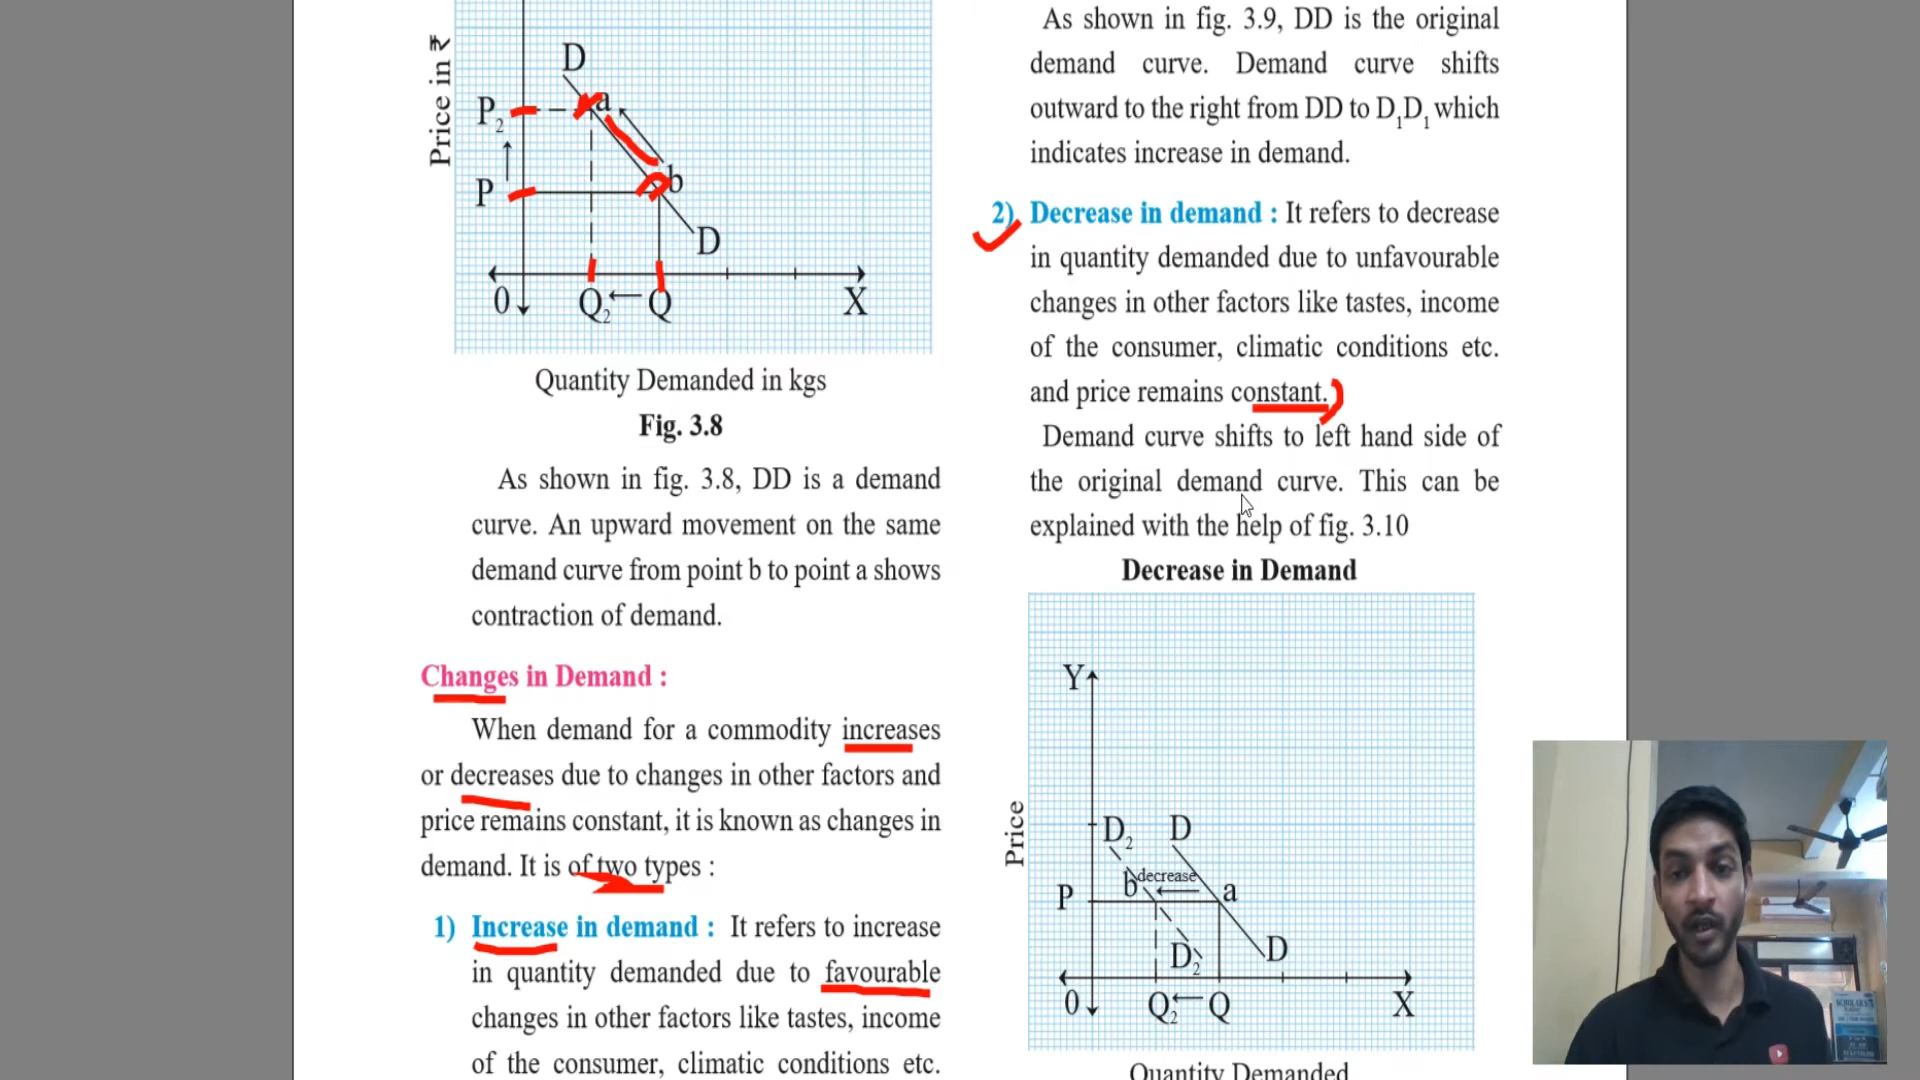 Price in ₹
D
P2
a
P
b
D
0
Q2
Q
X
Quantity Demanded in kgs
Fig. 3.8
As shown in fig. 3.8, DD is a demand
curve. An upward movement on the same
demand curve from point b to point a shows
contraction of demand.
Changes in Demand :
When demand for a commodity increases
or decreases due to changes in other factors and
price remains constant, it is known as changes in
demand. It is of two types :
1) Increase in demand : It refers to increase
in quantity demanded due to favourable
changes in other factors like tastes, income
of the consumer, climatic conditions etc.
As shown in fig. 3.9, DD is the original
demand curve. Demand curve shifts
outward to the right from DD to D1D1 which
indicates increase in demand.
2) Decrease in demand : It refers to decrease
in quantity demanded due to unfavourable
changes in other factors like tastes, income
of the consumer, climatic conditions etc.
and price remains constant.
Demand curve shifts to left hand side of
the original demand curve. This can be
explained with the help of fig. 3.10
Decrease in Demand
Y
Price
D2
D
decrease
b
a
P
D2
D
0
Q2
Q
X
Quantity Demanded